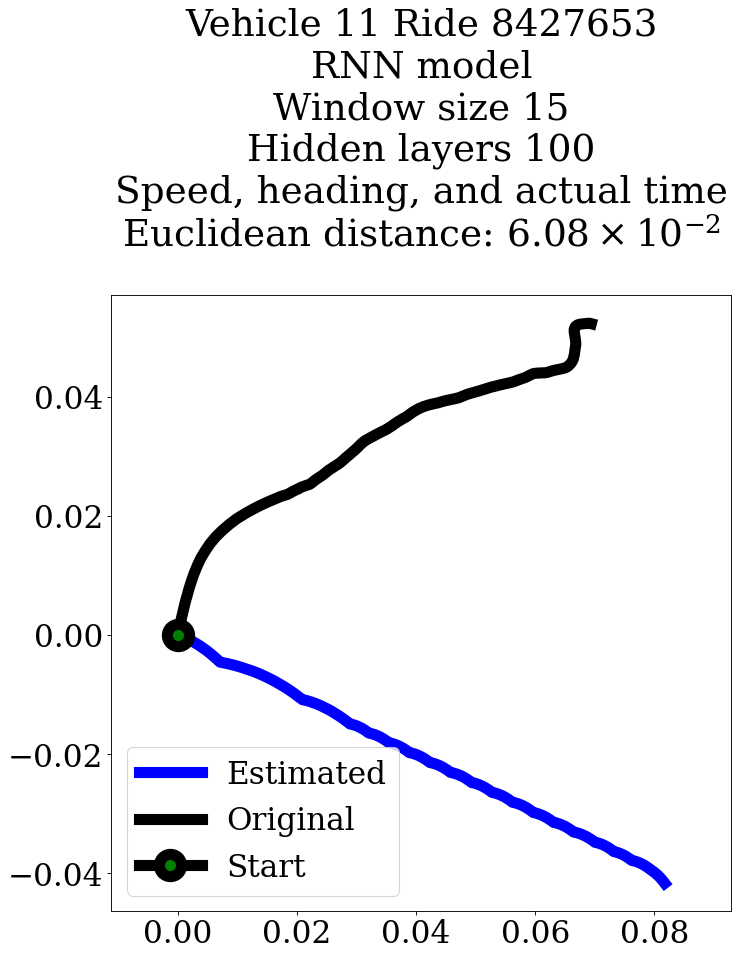 Vehicle 11 Ride 8427653
RNN model
Window size 15
Hidden layers 100
Speed, heading, and actual time
Euclidean distance: 6.08 × 10⁻²
0.04
0.02
0.00
−0.02
−0.04
Estimated
Original
Start
0.00 0.02 0.04 0.06 0.08